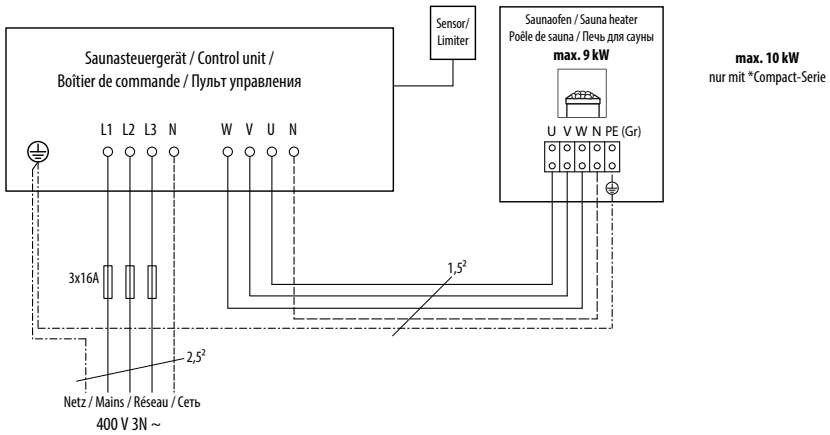 Saunasteuergerät / Control unit /
Boîtier de commande / Пульт управления
L1 L2 L3 N W V U N
Sensor/
Limiter
Saunaofen / Sauna heater
Poêle de sauna / Печь для сауны
max. 9 kW
U V W N PE (Gr)
max. 10 kW
nur mit *Compact-Serie
3x16A
1,5²
2,5²
Netz / Mains / Réseau / Сеть
400 V 3N ~